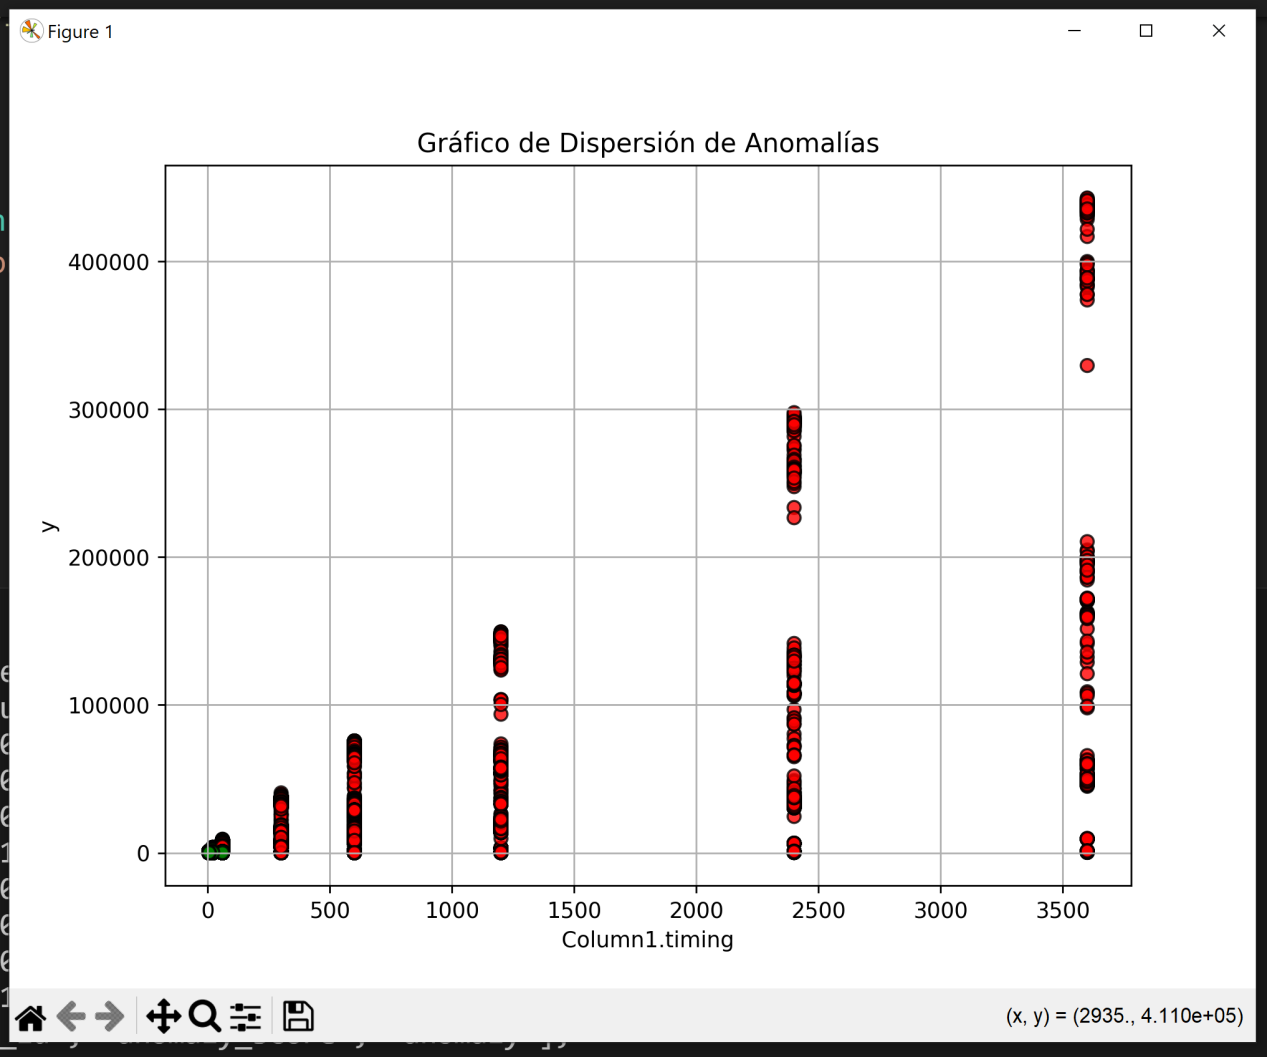 Figure 1
Gráfico de Dispersión de Anomalías
400000
300000
200000
100000
0
y
0 500 1000 1500 2000 2500 3000 3500
Column1.timing
(x, y) = (2935., 4.110e+05)